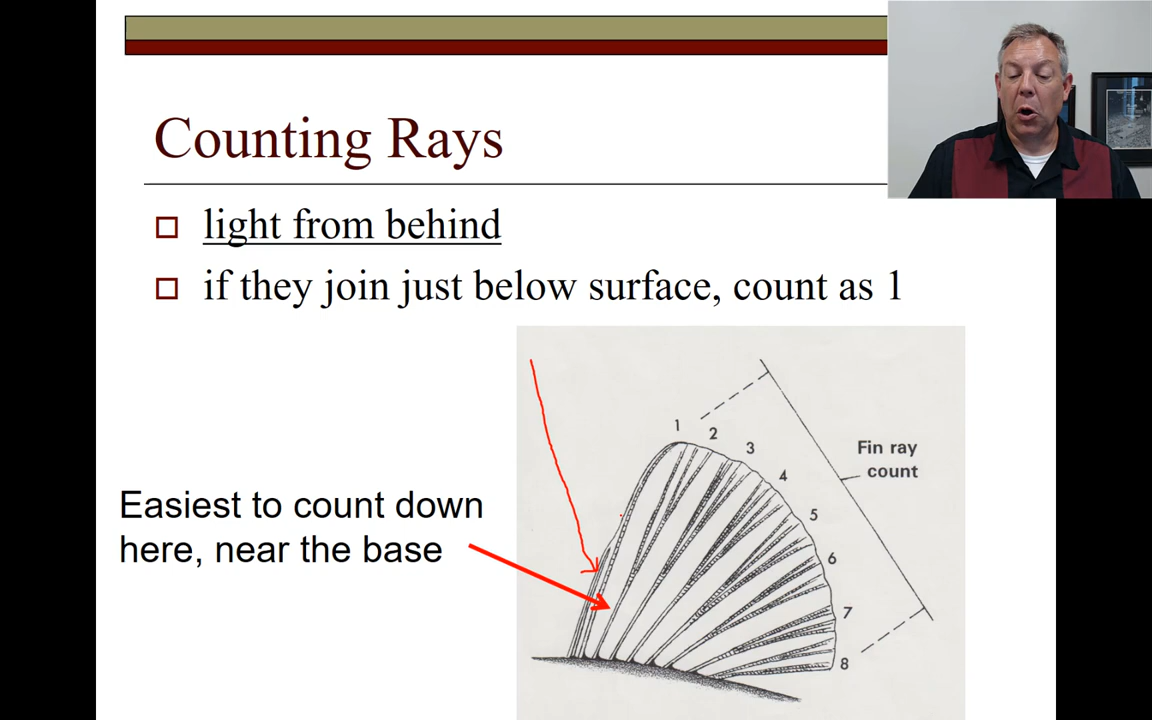 Counting Rays
light from behind
if they join just below surface, count as 1
Easiest to count down
here, near the base
Fin ray
count
1
2
3
4
5
6
7
8